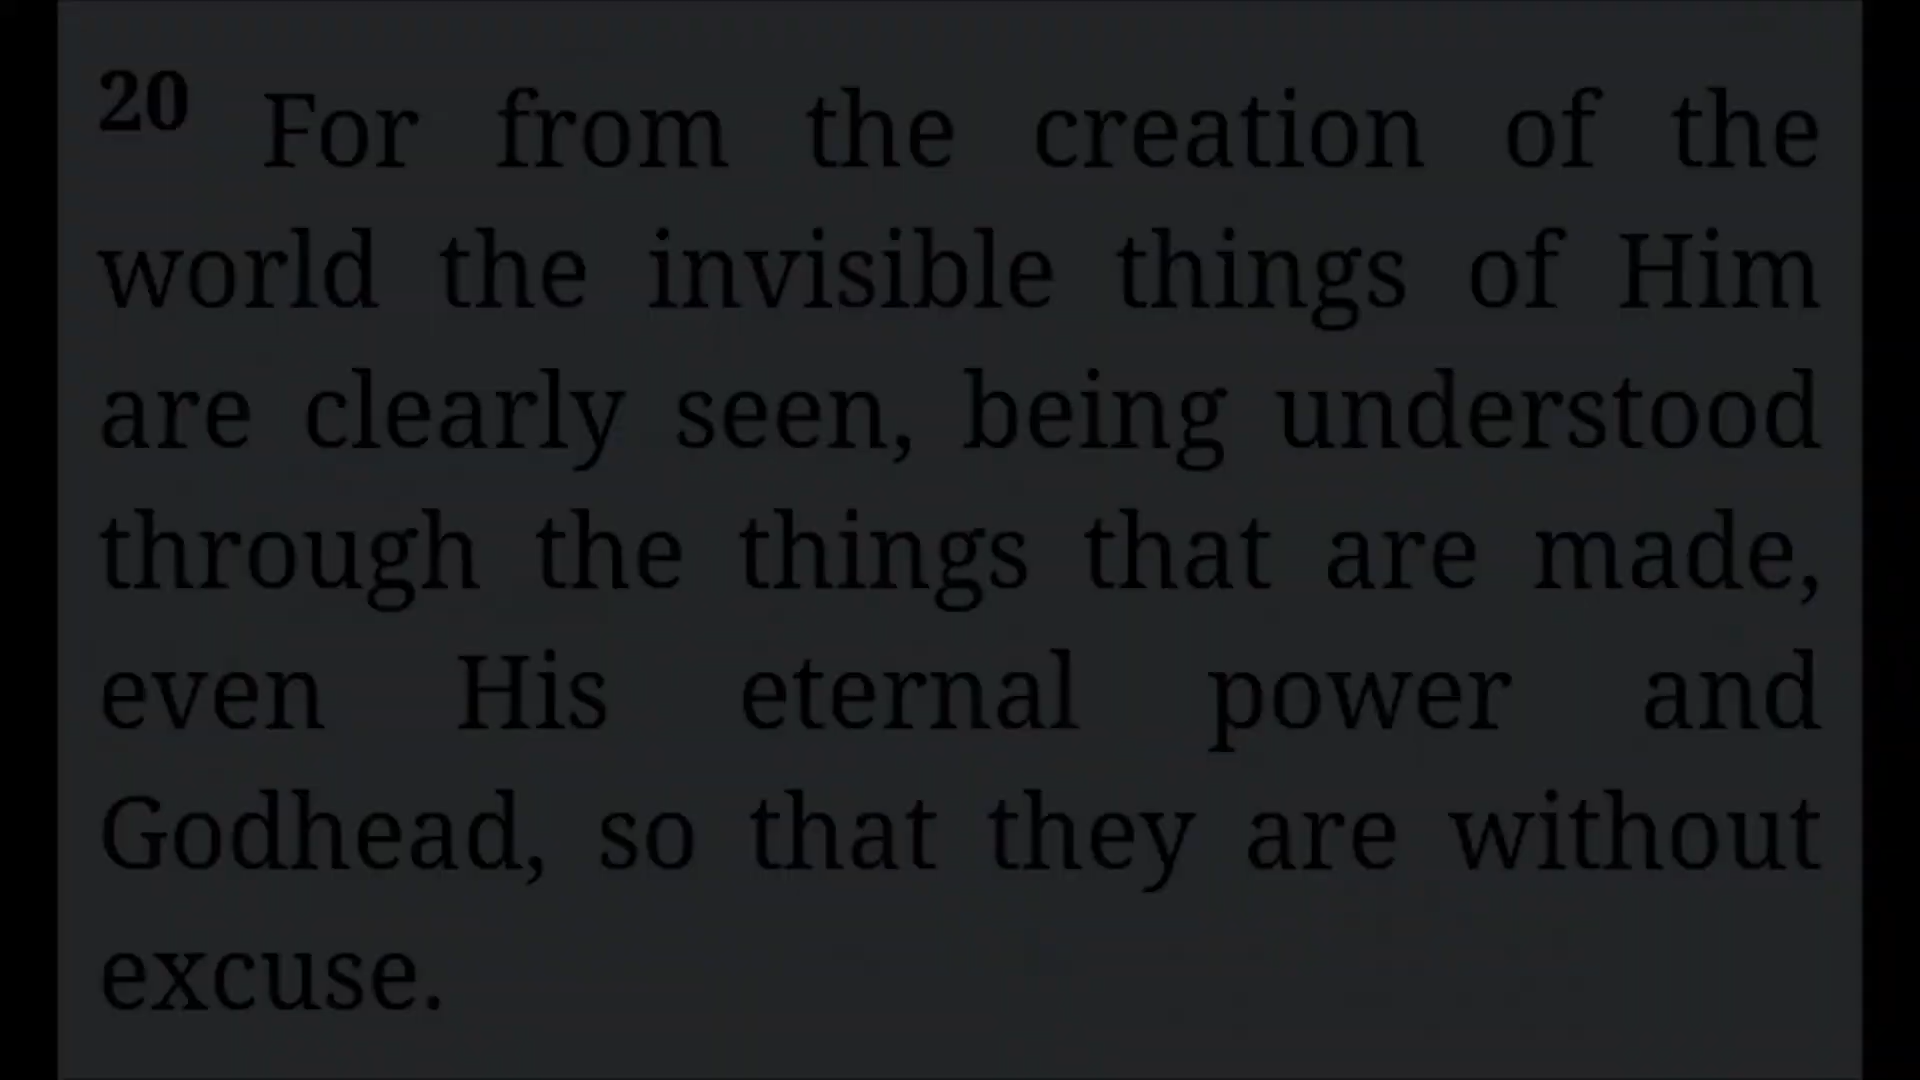 20 For from the creation of the
world the invisible things of Him
are clearly seen, being understood
through the things that are made,
even His eternal power and
Godhead, so that they are without
excuse.